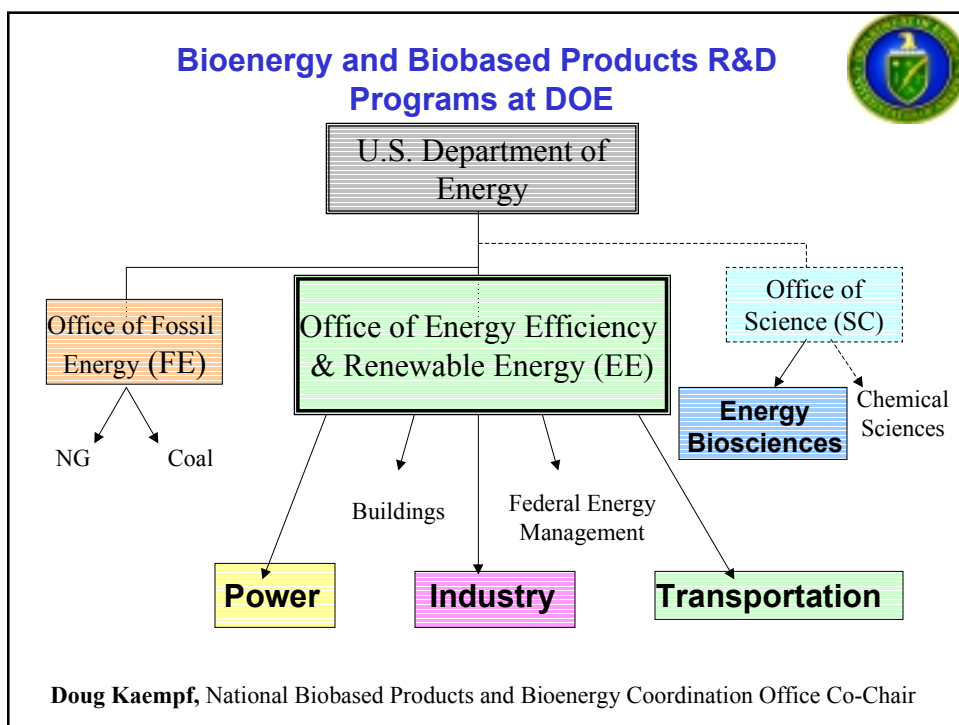 Bioenergy and Biobased Products R&D
Programs at DOE
U.S. Department of
Energy
Office of Fossil
Energy (FE)
Office of Energy Efficiency
& Renewable Energy (EE)
Office of
Science (SC)
Energy
Biosciences
Chemical
Sciences
NG
Coal
Buildings
Federal Energy
Management
Power
Industry
Transportation
Doug Kaempf, National Biobased Products and Bioenergy Coordination Office Co-Chair